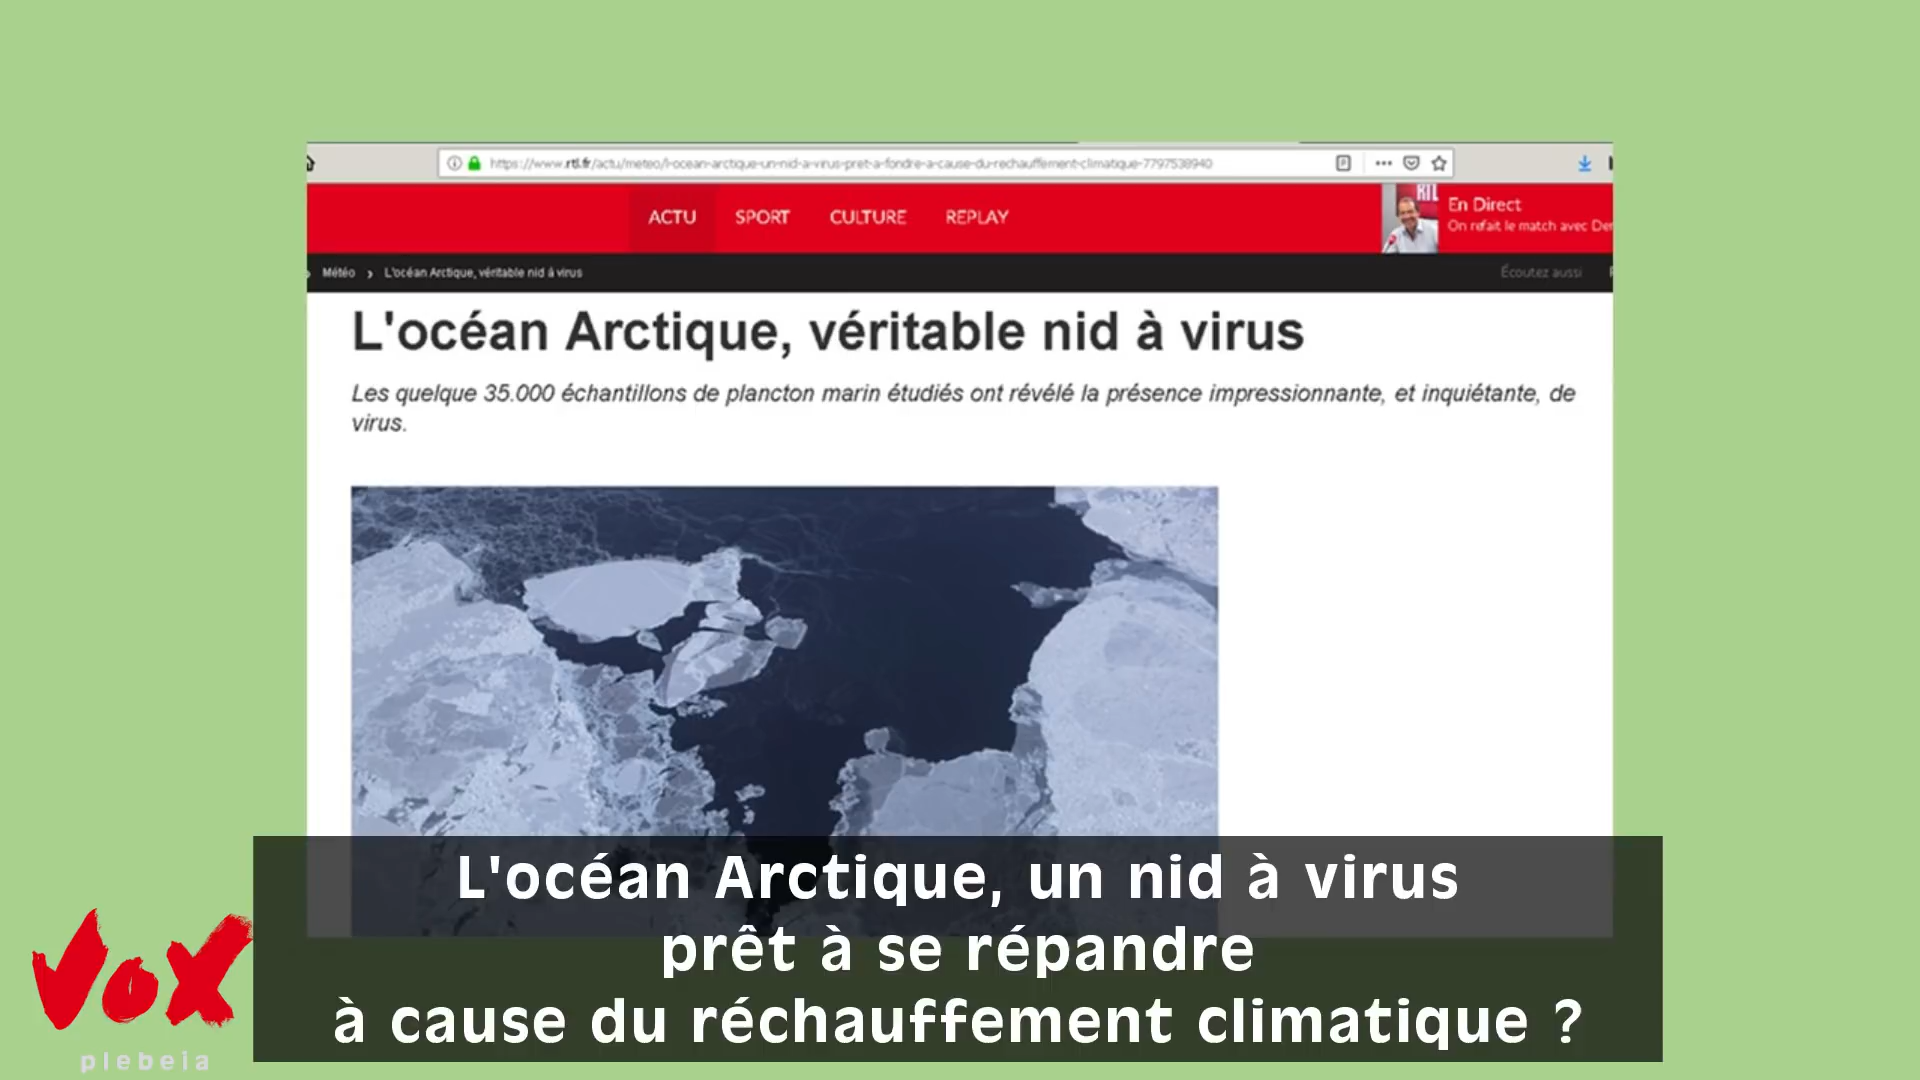 https://www.rtl.fr/actu/meteo/l-ocean-arctique-un-nid-a-virus-pret-a-fondre-a-cause-du-rechauffement-climatique-7797538940
ACTU SPORT CULTURE REPLAY
RTL
En Direct
On refait le match avec
Météo > L'océan Arctique, véritable nid à virus
Écoutez aussi
L'océan Arctique, véritable nid à virus
Les quelque 35.000 échantillons de plancton marin étudiés ont révélé la présence impressionnante, et inquiétante, de
virus.
L'océan Arctique, un nid à virus
prêt à se répandre
à cause du réchauffement climatique ?
VoX
plebeia